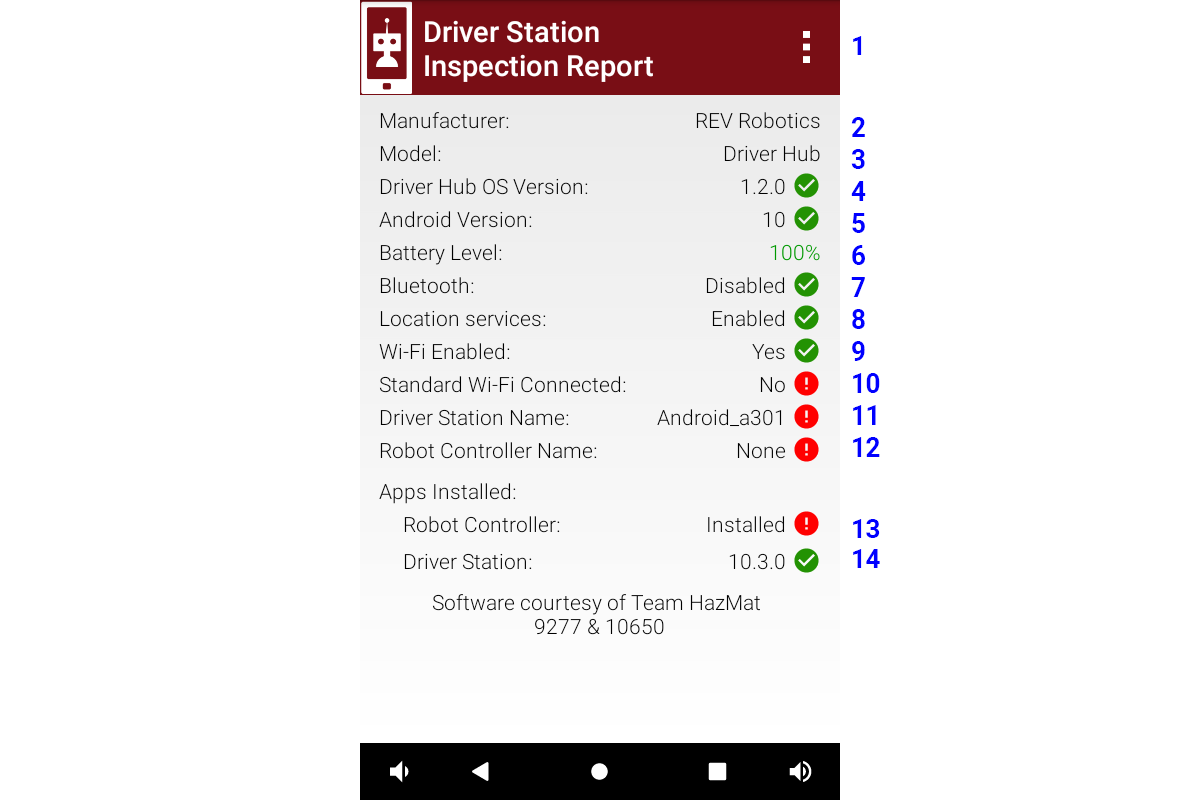 Driver Station
Inspection Report
1
Manufacturer: REV Robotics 2
Model: Driver Hub 3
Driver Hub OS Version: 1.2.0 4
Android Version: 10 5
Battery Level: 100% 6
Bluetooth: Disabled 7
Location services: Enabled 8
Wi-Fi Enabled: Yes 9
Standard Wi-Fi Connected: No 10
Driver Station Name: Android_a301 11
Robot Controller Name: None 12
Apps Installed:
Robot Controller: Installed 13
Driver Station: 10.3.0 14
Software courtesy of Team HazMat
9277 & 10650